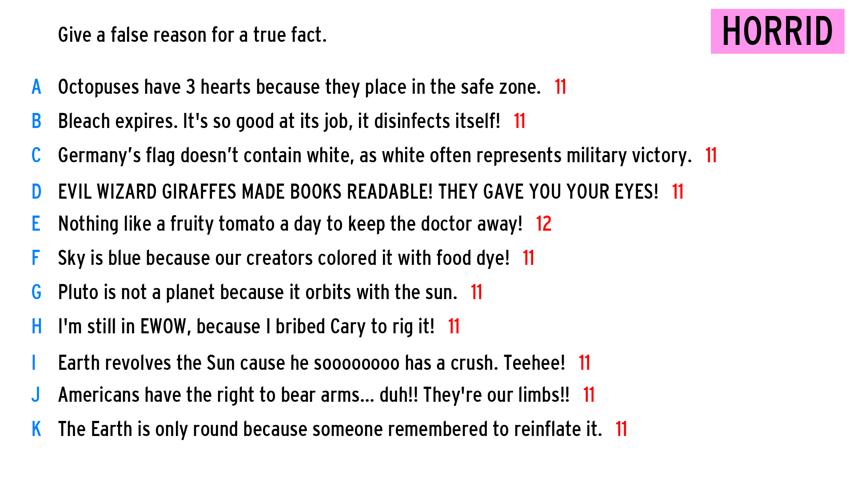 Give a false reason for a true fact.
HORRID
A Octopuses have 3 hearts because they place in the safe zone. 11
B Bleach expires. It's so good at its job, it disinfects itself! 11
C Germany’s flag doesn’t contain white, as white often represents military victory. 11
D EVIL WIZARD GIRAFFES MADE BOOKS READABLE! THEY GAVE YOU YOUR EYES! 11
E Nothing like a fruity tomato a day to keep the doctor away! 12
F Sky is blue because our creators colored it with food dye! 11
G Pluto is not a planet because it orbits with the sun. 11
H I'm still in EWOW, because I bribed Cary to rig it! 11
I Earth revolves the Sun cause he soooooooo has a crush. Teehee! 11
J Americans have the right to bear arms... duh!! They're our limbs!! 11
K The Earth is only round because someone remembered to reinflate it. 11